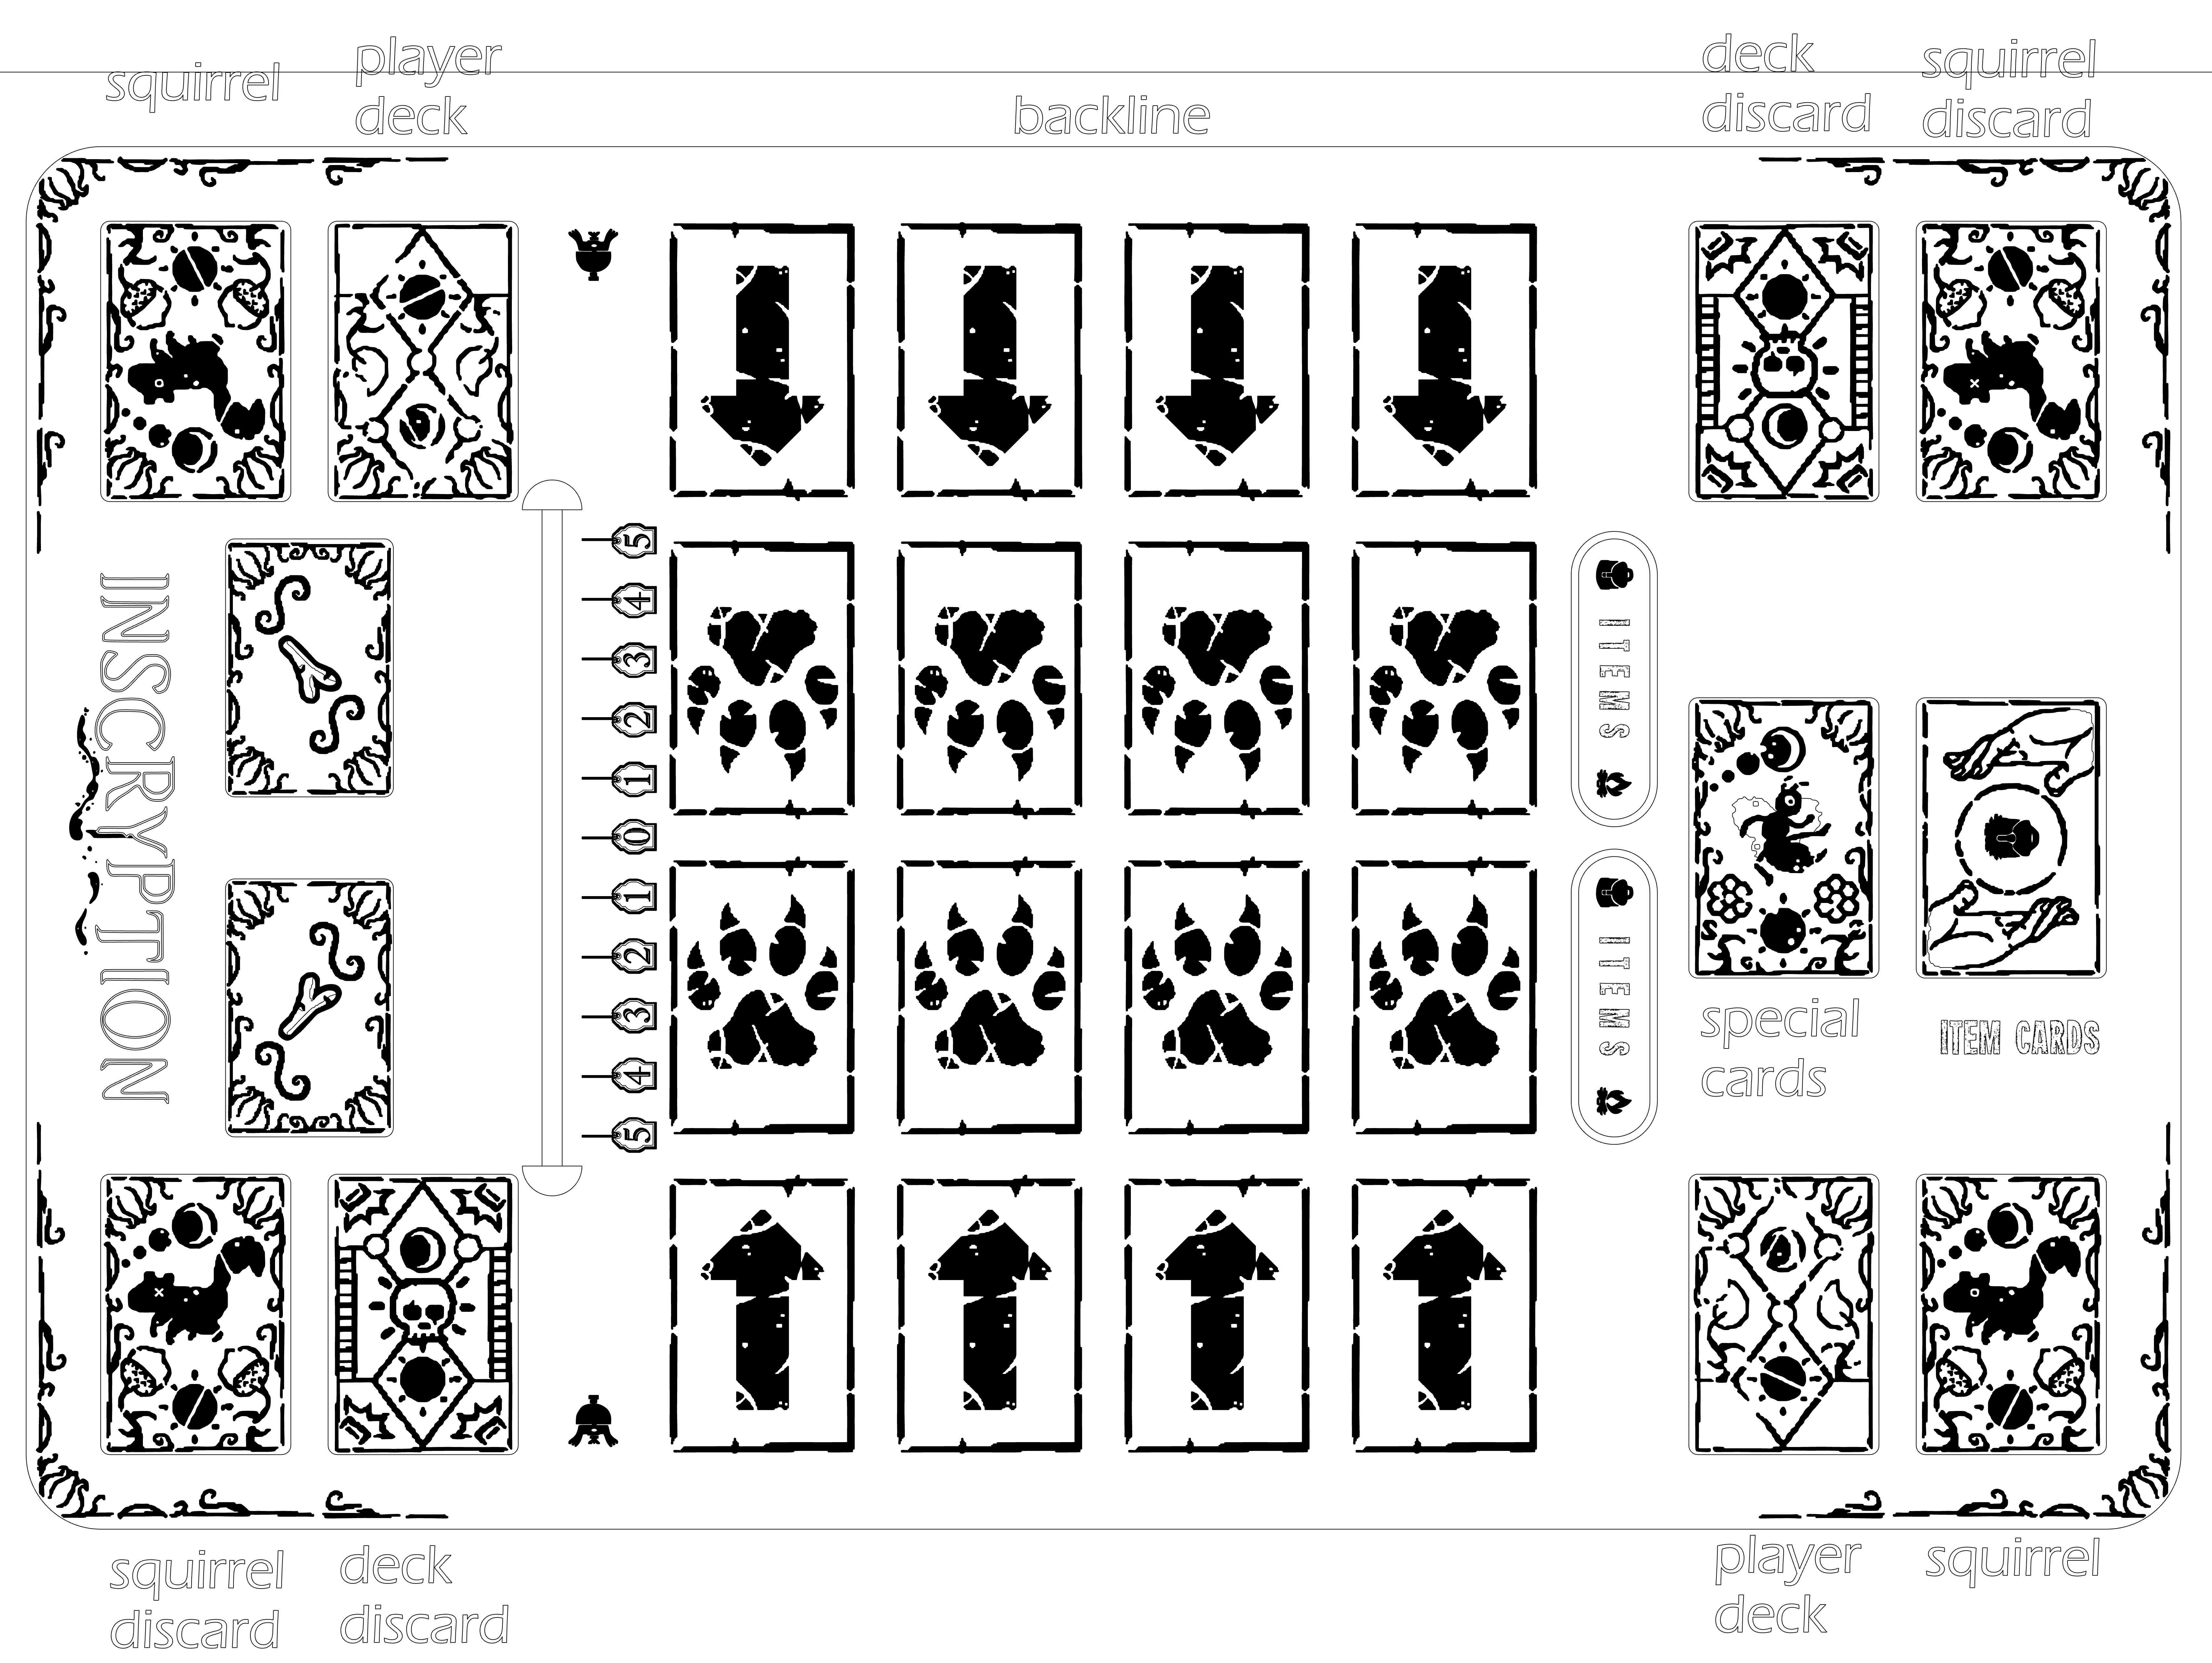 squirrel
player
deck
backline
deck
discard
squirrel
discard
5
4
3
2
1
0
1
2
3
4
5
INSCRYPTION
ITEMS
ITEMS
special
cards
ITEM CARDS
squirrel
discard
deck
discard
player
deck
squirrel